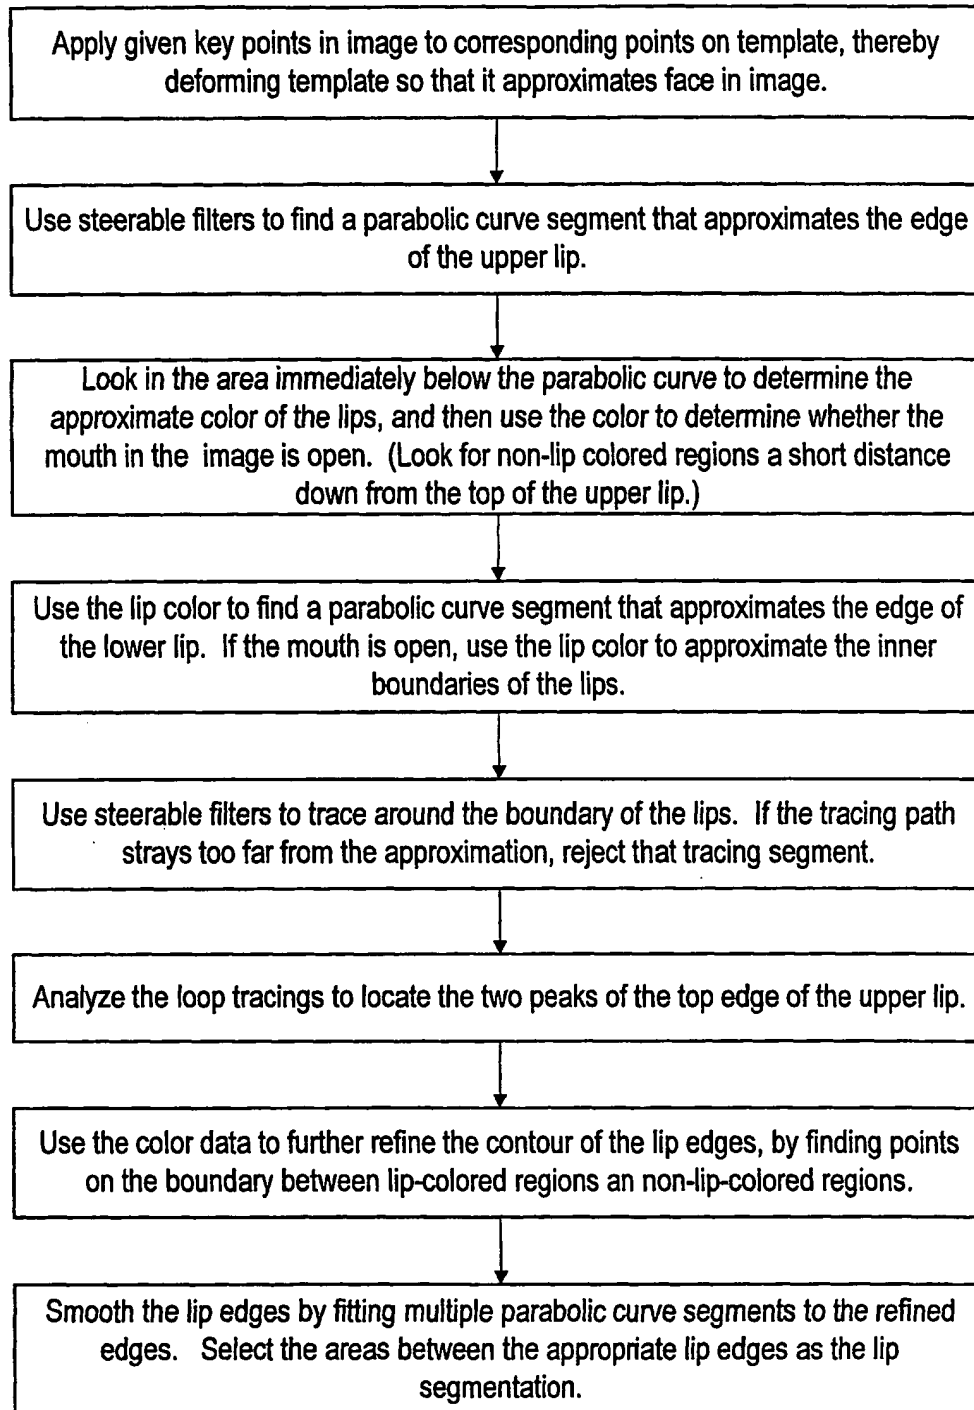 Apply given key points in image to corresponding points on template, thereby
deforming template so that it approximates face in image.
Use steerable filters to find a parabolic curve segment that approximates the edge
of the upper lip.
Look in the area immediately below the parabolic curve to determine the
approximate color of the lips, and then use the color to determine whether the
mouth in the image is open. (Look for non-lip colored regions a short distance
down from the top of the upper lip.)
Use the lip color to find a parabolic curve segment that approximates the edge of
the lower lip. If the mouth is open, use the lip color to approximate the inner
boundaries of the lips.
Use steerable filters to trace around the boundary of the lips. If the tracing path
strays too far from the approximation, reject that tracing segment.
Analyze the loop tracings to locate the two peaks of the top edge of the upper lip.
Use the color data to further refine the contour of the lip edges, by finding points
on the boundary between lip-colored regions an non-lip-colored regions.
Smooth the lip edges by fitting multiple parabolic curve segments to the refined
edges. Select the areas between the appropriate lip edges as the lip
segmentation.